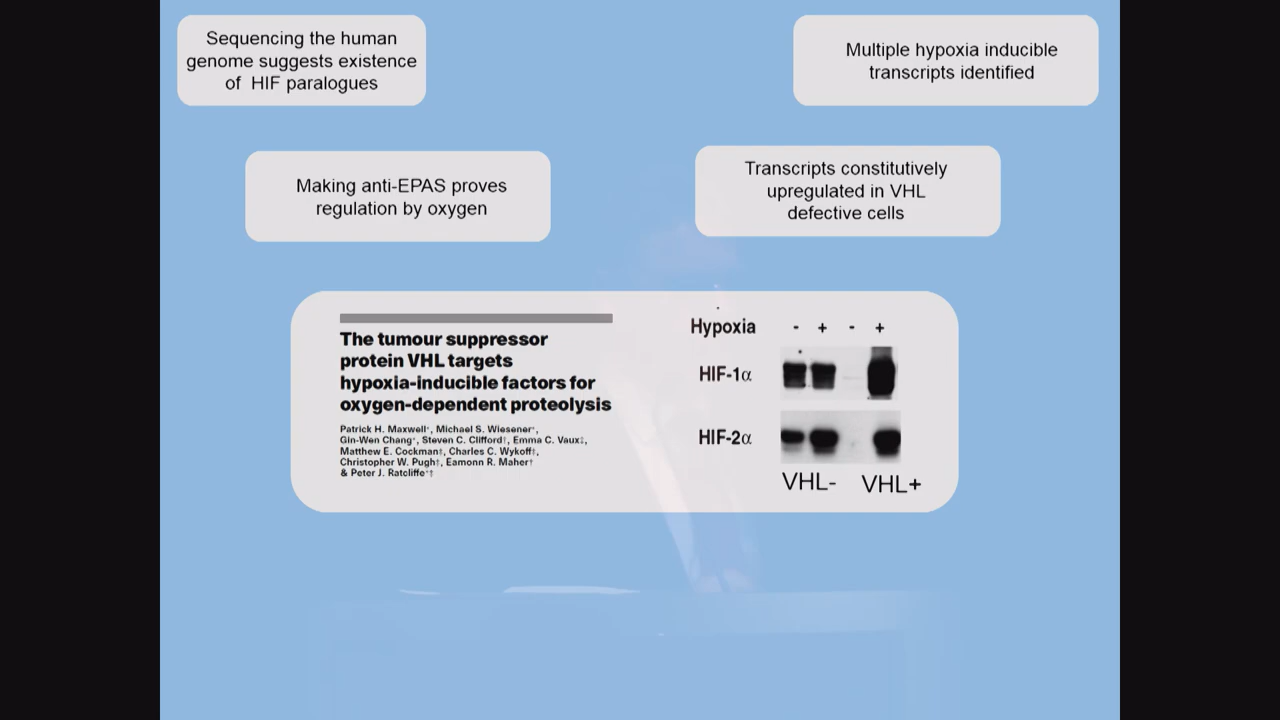 Sequencing the human
genome suggests existence
of HIF paralogues
Multiple hypoxia inducible
transcripts identified
Making anti-EPAS proves
regulation by oxygen
Transcripts constitutively
upregulated in VHL
defective cells
The tumour suppressor
protein VHL targets
hypoxia-inducible factors for
oxygen-dependent proteolysis
Patrick H. Maxwell*, Michael S. Wiesener*,
Gin-Wen Chang*, Steven C. Clifford†, Emma C. Vaux‡,
Matthew E. Cockman‡, Charles C. Wykoff‡,
Christopher W. Pugh‡, Eamonn R. Maher†
& Peter J. Ratcliffe*‡
Hypoxia - + - +
HIF-1α
HIF-2α
VHL- VHL+